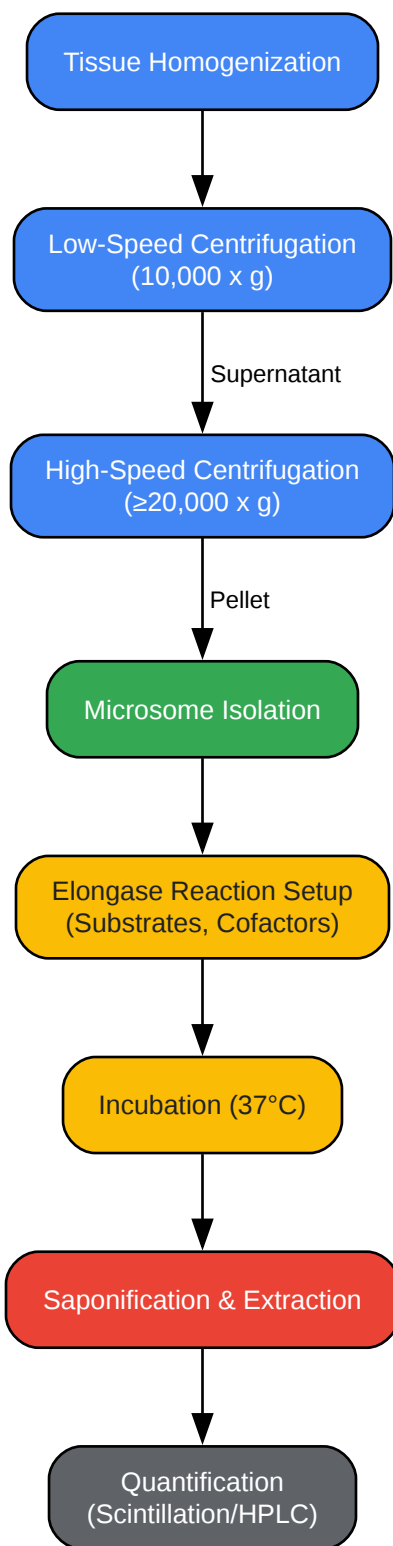 Tissue Homogenization
Low-Speed Centrifugation
(10,000 x g)
Supernatant
High-Speed Centrifugation
(≥20,000 x g)
Pellet
Microsome Isolation
Elongase Reaction Setup
(Substrates, Cofactors)
Incubation (37°C)
Saponification & Extraction
Quantification
(Scintillation/HPLC)